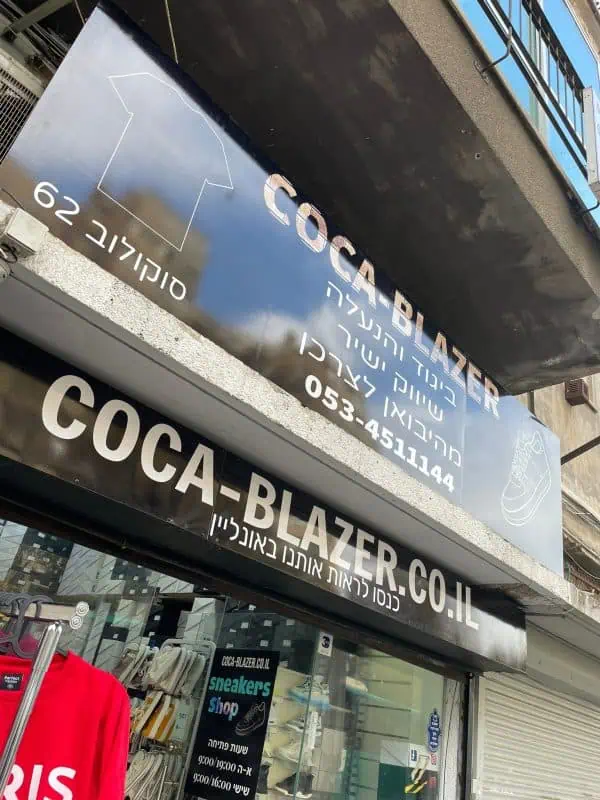 COCA-BLAZER
ביגוד והנעלה
שיווק ישיר
מהיבואן לצרכן
053-4511144
סוקולוב 62
COCA-BLAZER.CO.IL
כנסו לראות אותנו באונליין
COCA-BLAZER.CO.IL
sneakers
Shop
שעות פתיחה
א-ה 9:00/19:00
שישי 9:00/16:00
RIS